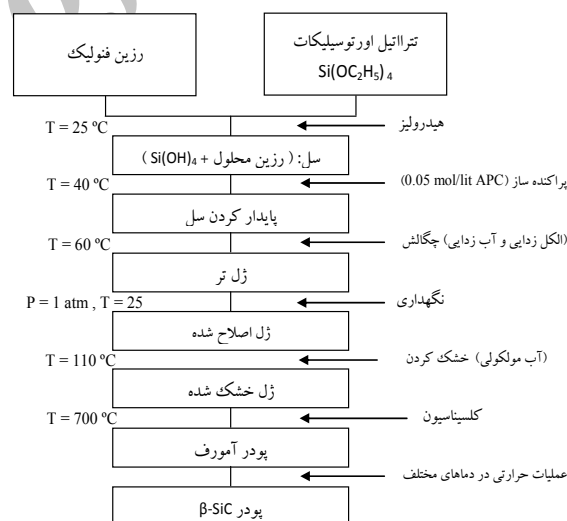 رزین فنولیک
تترااتیل اورتوسیلیکات
Si(OC₂H₅)₄
هیدرولیز
T = 25 ºC
سل: ( رزین محلول + Si(OH)₄ )
پراکنده ساز (0.05 mol/lit APC)
T = 40 ºC
پایدار کردن سل
(الکل زدایی و آب زدایی) چگالش
T = 60 ºC
ژل تر
نگهداری
P = 1 atm , T = 25
ژل اصلاح شده
(آب مولکولی) خشک کردن
T = 110 ºC
ژل خشک شده
کلسیناسیون
T = 700 ºC
پودر آمورف
عملیات حرارتی در دماهای مختلف
پودر β-SiC